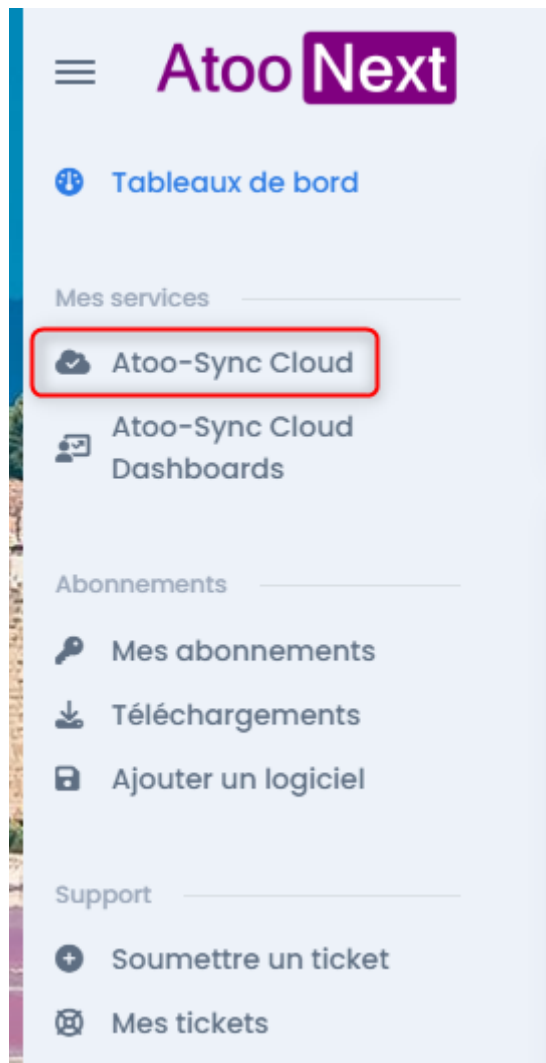 Atoo Next
Tableaux de bord
Mes services
Atoo-Sync Cloud
Atoo-Sync Cloud
Dashboards
Abonnements
Mes abonnements
Téléchargements
Ajouter un logiciel
Support
Soumettre un ticket
Mes tickets